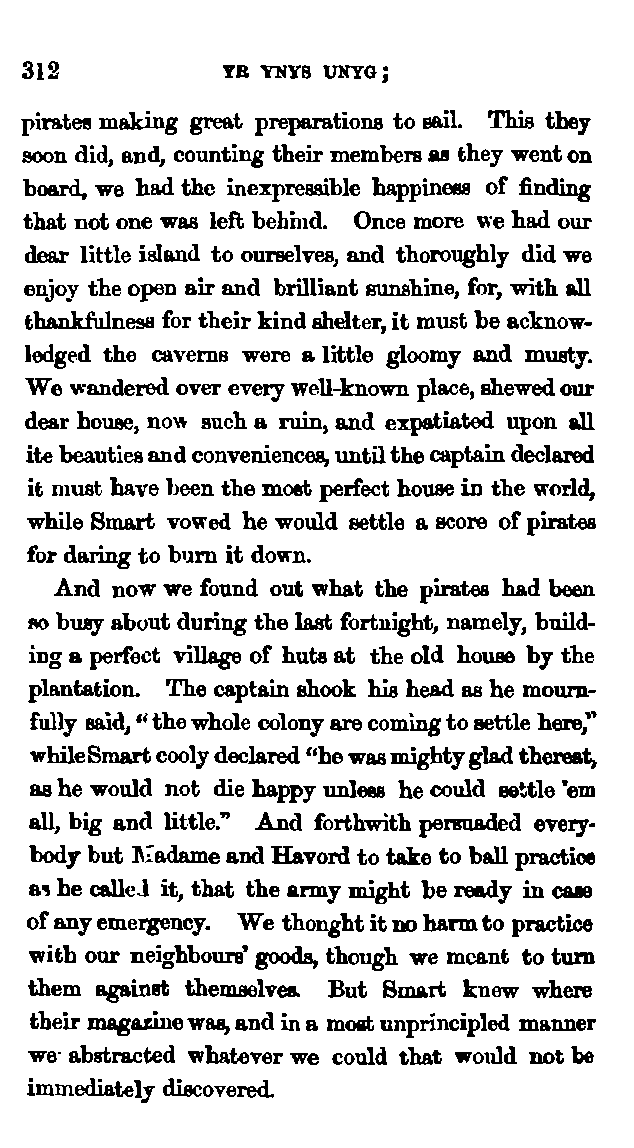 312 YR YNYS UNYG;
pirates making great preparations to sail. This they
soon did, and, counting their members as they went on
board, we had the inexpressible happiness of finding
that not one was left behind. Once more we had our
dear little island to ourselves, and thoroughly did we
enjoy the open air and brilliant sunshine, for, with all
thankfulness for their kind shelter, it must be acknow-
ledged the caverns were a little gloomy and musty.
We wandered over every well-known place, shewed our
dear house, now such a ruin, and expatiated upon all
its beauties and conveniences, until the captain declared
it must have been the most perfect house in the world,
while Smart vowed he would settle a score of pirates
for daring to burn it down.
And now we found out what the pirates had been
so busy about during the last fortnight, namely, build-
ing a perfect village of huts at the old house by the
plantation. The captain shook his head as he mourn-
fully said, "the whole colony are coming to settle here,"
while Smart cooly declared "he was mighty glad thereat,
as he would not die happy unless he could settle 'em
all, big and little." And forthwith persuaded every-
body but Madame and Havord to take to ball practice
as he called it, that the army might be ready in case
of any emergency. We thonght it no harm to practice
with our neighbours' goods, though we meant to turn
them against themselves. But Smart knew where
their magazine was, and in a most unprincipled manner
we abstracted whatever we could that would not be
immediately discovered.